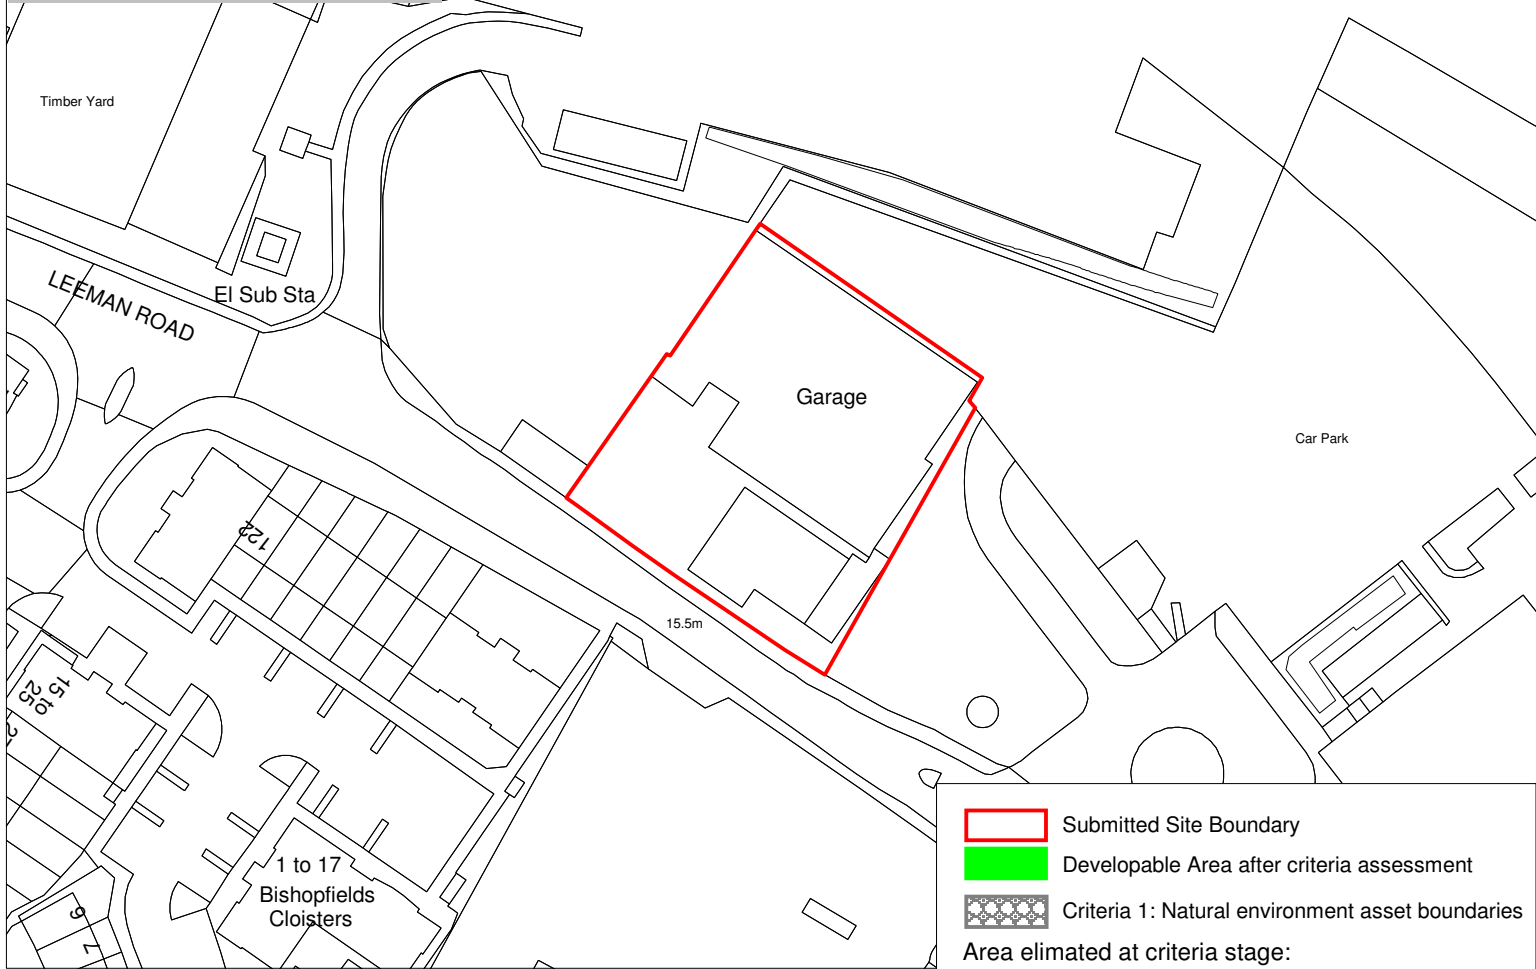 Timber Yard
LEEMAN ROAD
El Sub Sta
Garage
Car Park
122
15.5m
15
to
25
1 to 17
Bishopfields
Cloisters
6
7
Submitted Site Boundary
Developable Area after criteria assessment
Criteria 1: Natural environment asset boundaries
Area elimated at criteria stage: